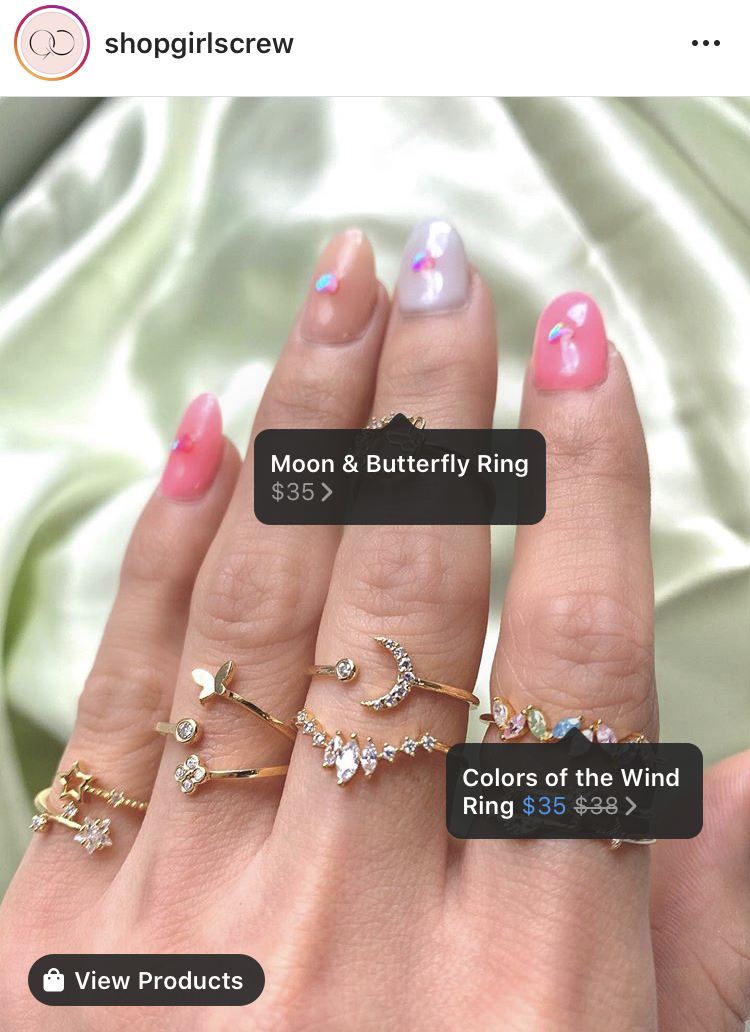 shopgirlscrew
Moon & Butterfly Ring
$35
Colors of the Wind
Ring $35 $38
View Products